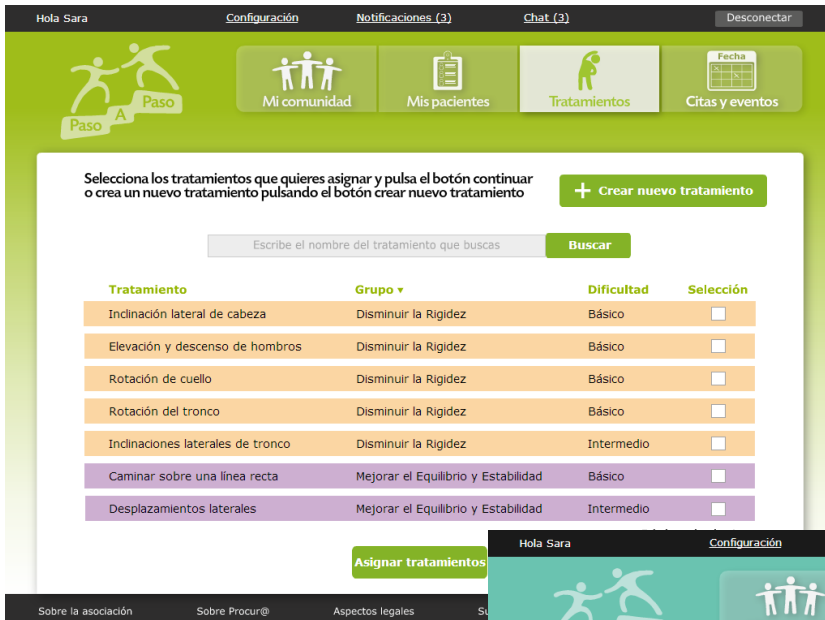 Hola Sara Configuración Notificaciones (3) Chat (3) Desconectar
Paso A Paso
Mi comunidad Mis pacientes Tratamientos Fecha Citas y eventos
Selecciona los tratamientos que quieres asignar y pulsa el botón continuar
o crea un nuevo tratamiento pulsando el botón crear nuevo tratamiento
+ Crear nuevo tratamiento
Escribe el nombre del tratamiento que buscas Buscar
Tratamiento Grupo ▾ Dificultad Selección
Inclinación lateral de cabeza Disminuir la Rigidez Básico
Elevación y descenso de hombros Disminuir la Rigidez Básico
Rotación de cuello Disminuir la Rigidez Básico
Rotación del tronco Disminuir la Rigidez Básico
Inclinaciones laterales de tronco Disminuir la Rigidez Intermedio
Caminar sobre una línea recta Mejorar el Equilibrio y Estabilidad Básico
Desplazamientos laterales Mejorar el Equilibrio y Estabilidad Intermedio
Asignar tratamientos
Hola Sara Configuración
Sobre la asociación Sobre Procur@ Aspectos legales